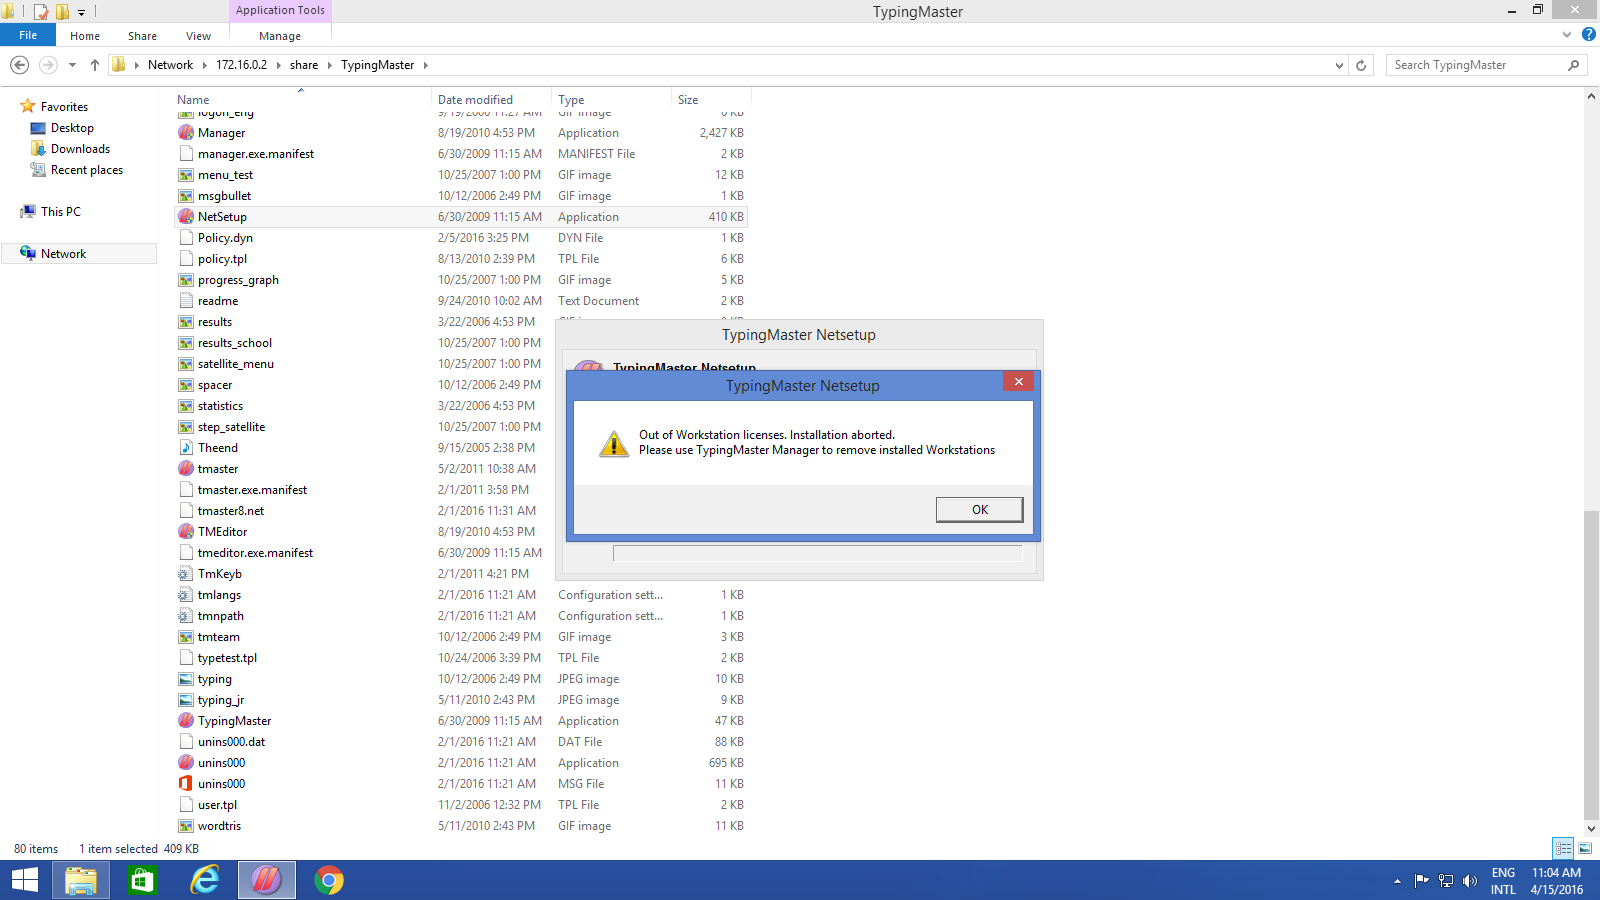 Application Tools
TypingMaster
File Home Share View Manage
Network 172.16.0.2 share TypingMaster
Search TypingMaster
Favorites
Desktop
Downloads
Recent places
This PC
Network
Name Date modified Type Size
logon_eng 9/19/2006 11:27 AM GIF image 6 KB
Manager 8/19/2010 4:53 PM Application 2,427 KB
manager.exe.manifest 6/30/2009 11:15 AM MANIFEST File 2 KB
menu_test 10/25/2007 1:00 PM GIF image 12 KB
msgbullet 10/12/2006 2:49 PM GIF image 1 KB
NetSetup 6/30/2009 11:15 AM Application 410 KB
Policy.dyn 2/5/2016 3:25 PM DYN File 1 KB
policy.tpl 8/13/2010 2:39 PM TPL File 6 KB
progress_graph 10/25/2007 1:00 PM GIF image 5 KB
readme 9/24/2010 10:02 AM Text Document 2 KB
results 3/22/2006 4:53 PM
results_school 10/25/2007 1:00 PM
satellite_menu 10/25/2007 1:00 PM
spacer 10/12/2006 2:49 PM
statistics 3/22/2006 4:53 PM
step_satellite 10/25/2007 1:00 PM
Theend 9/15/2005 2:38 PM
tmaster 5/2/2011 10:38 AM
tmaster.exe.manifest 2/1/2011 3:58 PM
tmaster8.net 2/1/2016 11:31 AM
TMEditor 8/19/2010 4:53 PM
tmeditor.exe.manifest 6/30/2009 11:15 AM
TmKeyb 2/1/2011 4:21 PM
tmlangs 2/1/2016 11:21 AM Configuration sett... 1 KB
tmnpath 2/1/2016 11:21 AM Configuration sett... 1 KB
tmteam 10/12/2006 2:49 PM GIF image 3 KB
typetest.tpl 10/24/2006 3:39 PM TPL File 2 KB
typing 10/12/2006 2:49 PM JPEG image 10 KB
typing_jr 5/11/2010 2:43 PM JPEG image 9 KB
TypingMaster 6/30/2009 11:15 AM Application 47 KB
unins000.dat 2/1/2016 11:21 AM DAT File 88 KB
unins000 2/1/2016 11:21 AM Application 695 KB
unins000 2/1/2016 11:21 AM MSG File 11 KB
user.tpl 11/2/2006 12:32 PM TPL File 2 KB
wordtris 5/11/2010 2:43 PM GIF image 11 KB
TypingMaster Netsetup
TypingMaster Netsetup
TypingMaster Netsetup
Out of Workstation licenses. Installation aborted.
Please use TypingMaster Manager to remove installed Workstations
OK
80 items 1 item selected 409 KB
ENG
INTL
11:04 AM
4/15/2016